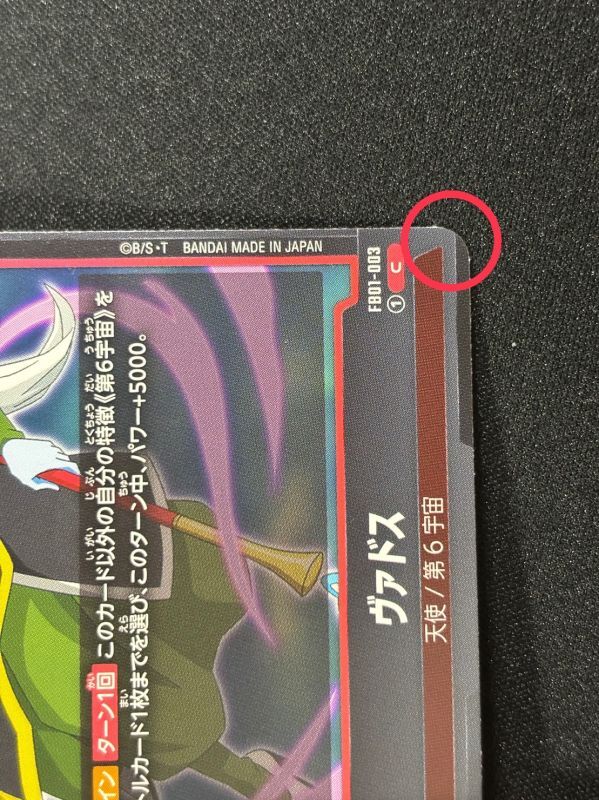 ©B/S・T BANDAI MADE IN JAPAN
FB01-003
① C
ターン1回 このカード以外の自分の特徴《第6宇宙》を
カード1枚までを選び、このターン中、パワー+5000。
ヴァドス
天使 / 第6宇宙